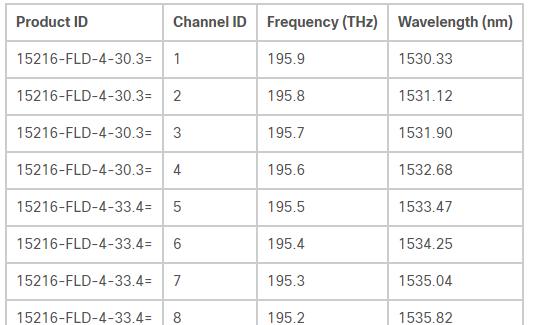 Product ID Channel ID Frequency (THz) Wavelength (nm)
15216-FLD-4-30.3= 1 195.9 1530.33
15216-FLD-4-30.3= 2 195.8 1531.12
15216-FLD-4-30.3= 3 195.7 1531.90
15216-FLD-4-30.3= 4 195.6 1532.68
15216-FLD-4-33.4= 5 195.5 1533.47
15216-FLD-4-33.4= 6 195.4 1534.25
15216-FLD-4-33.4= 7 195.3 1535.04
15216-FLD-4-33.4= 8 195.2 1535.82